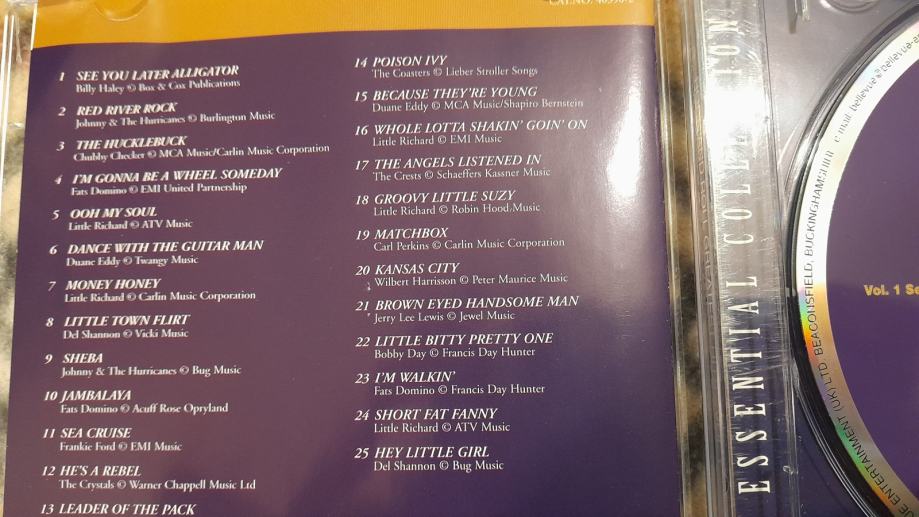 1 SEE YOU LATER ALLIGATOR
Billy Haley © Box & Cox Publications
2 RED RIVER ROCK
Johnny & The Hurricanes © Burlington Music
3 THE HUCKLEBUCK
Chubby Checker © MCA Music/Carlin Music Corporation
4 I'M GONNA BE A WHEEL SOMEDAY
Fats Domino © EMI United Partnership
5 OOH MY SOUL
Little Richard © ATV Music
6 DANCE WITH THE GUITAR MAN
Duane Eddy © Twangy Music
7 MONEY HONEY
Little Richard © Carlin Music Corporation
8 LITTLE TOWN FLIRT
Del Shannon © Vicki Music
9 SHEBA
Johnny & The Hurricanes © Bug Music
10 JAMBALAYA
Fats Domino © Acuff Rose Opryland
11 SEA CRUISE
Frankie Ford © EMI Music
12 HE'S A REBEL
The Crystals © Warner Chappell Music Ltd
13 LEADER OF THE PACK
14 POISON IVY
The Coasters © Lieber Stroller Songs
15 BECAUSE THEY'RE YOUNG
Duane Eddy © MCA Music/Shapiro Bernstein
16 WHOLE LOTTA SHAKIN' GOIN' ON
Little Richard © EMI Music
17 THE ANGELS LISTENED IN
The Crests © Schaeffers Kassner Music
18 GROOVY LITTLE SUZY
Little Richard © Robin Hood Music
19 MATCHBOX
Carl Perkins © Carlin Music Corporation
20 KANSAS CITY
Wilbert Harrisson © Peter Maurice Music
21 BROWN EYED HANDSOME MAN
Jerry Lee Lewis © Jewel Music
22 LITTLE BITTY PRETTY ONE
Bobby Day © Francis Day Hunter
23 I'M WALKIN'
Fats Domino © Francis Day Hunter
24 SHORT FAT FANNY
Little Richard © ATV Music
25 HEY LITTLE GIRL
Del Shannon © Bug Music
ESSENTIAL COLLECTION
ENTERTAINMENT (UK) LTD. BEACONSFIELD, BUCKINGHAMSHIRE e mail bellevue@bellevue
Vol. 1